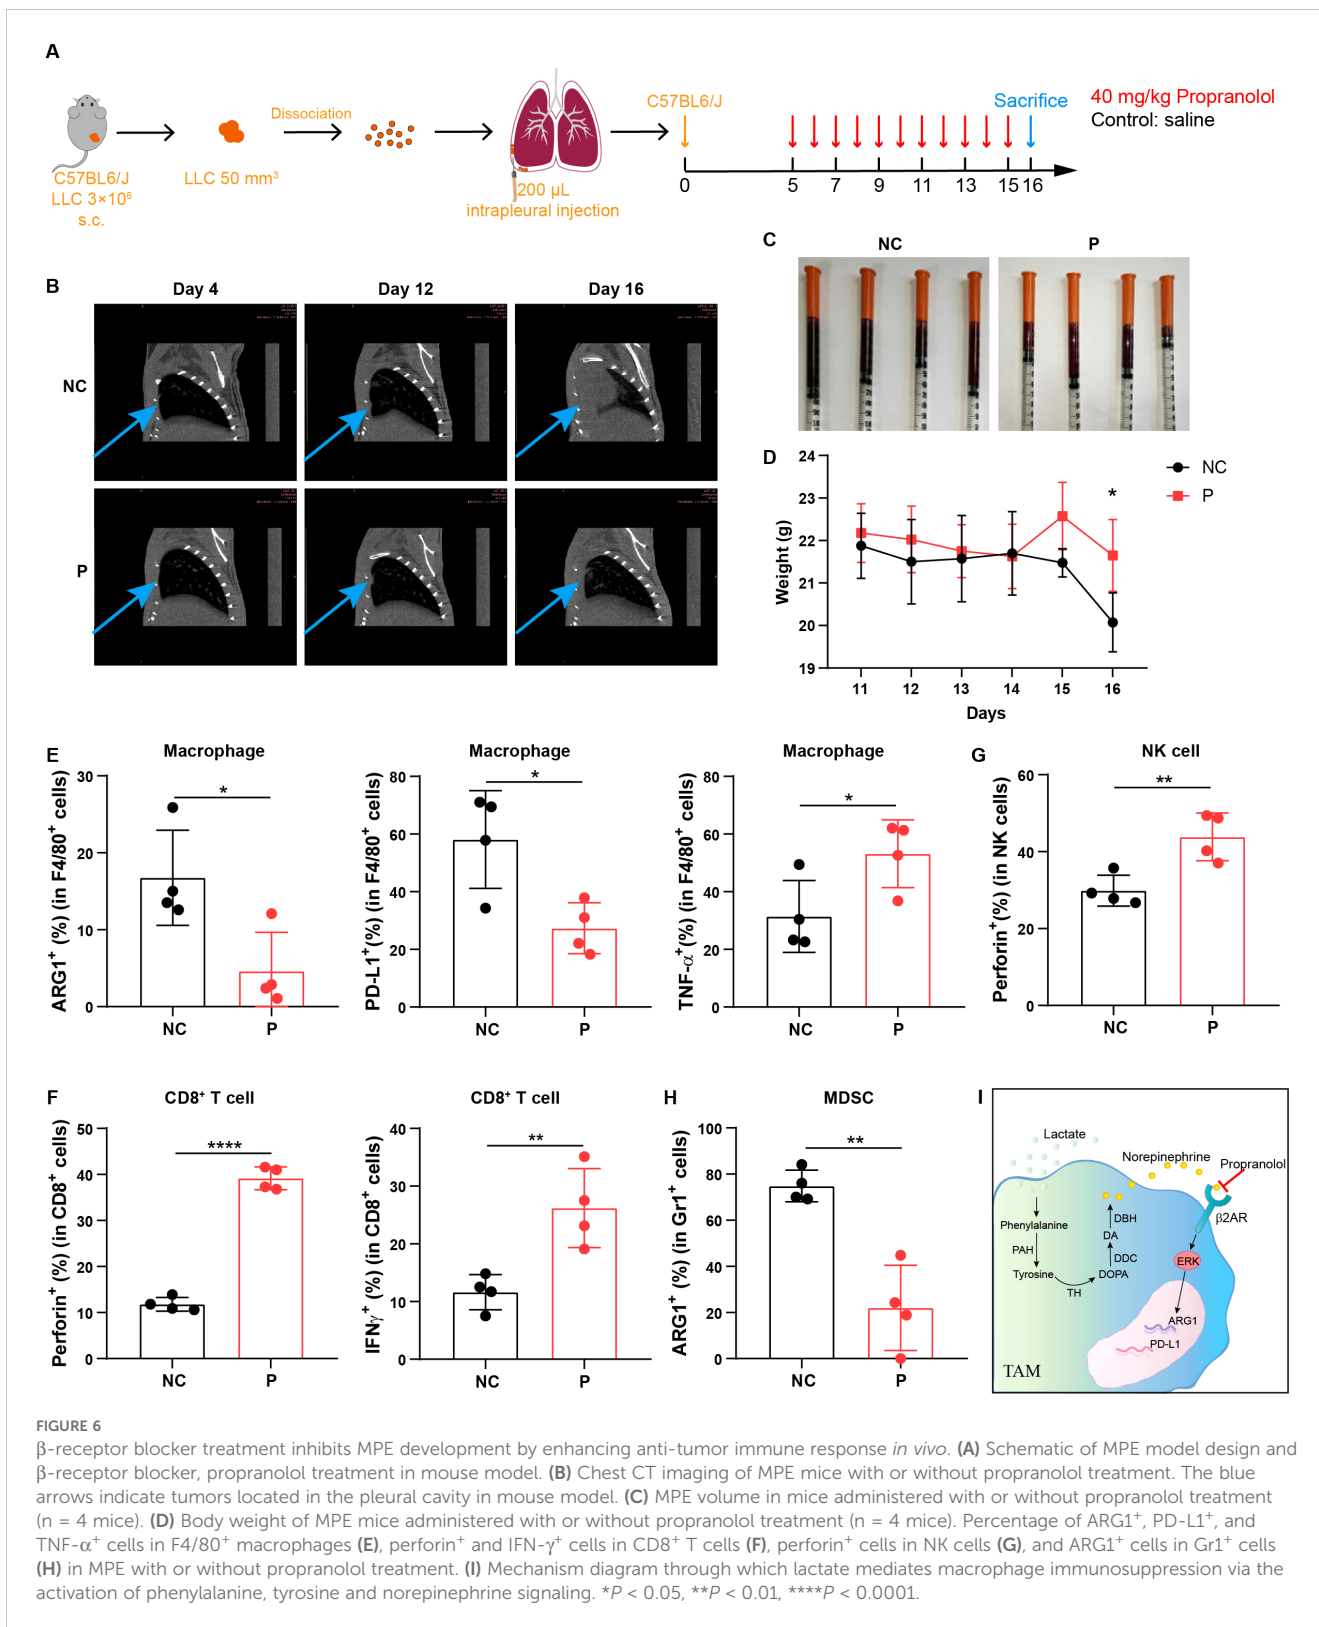 A
C57BL6/J
LLC 3×10⁶
s.c.
LLC 50 mm³
Dissociation
200 µL
intrapleural injection
C57BL6/J
Sacrifice
40 mg/kg Propranolol
Control: saline
0 5 7 9 11 13 15 16
B
Day 4 Day 12 Day 16
NC
P
C
NC P
D
Weight (g)
24
23
22
21
20
19
11 12 13 14 15 16
Days
*
NC
P
E
Macrophage
ARG1⁺ (%) (in F4/80⁺ cells)
30
20
10
0
*
NC P
Macrophage
PD-L1⁺(%) (in F4/80⁺ cells)
80
60
40
20
0
*
NC P
Macrophage
TNF-α⁺(%) (in F4/80⁺ cells)
80
60
40
20
0
*
NC P
G
NK cell
Perforin⁺(%) (in NK cells)
60
40
20
0
**
NC P
F
CD8⁺ T cell
Perforin⁺ (%) (in CD8⁺ cells)
50
40
30
20
10
0
****
NC P
CD8⁺ T cell
IFNγ⁺ (%) (in CD8⁺ cells)
40
30
20
10
0
**
NC P
H
MDSC
ARG1⁺ (%) (in Gr1⁺ cells)
100
80
60
40
20
0
**
NC P
I
Lactate
Norepinephrine
Propranolol
Phenylalanine
PAH
Tyrosine
TH
DOPA
DDC
DA
DBH
β2AR
ERK
ARG1
PD-L1
TAM
FIGURE 6
β-receptor blocker treatment inhibits MPE development by enhancing anti-tumor immune response in vivo. (A) Schematic of MPE model design and
β-receptor blocker, propranolol treatment in mouse model. (B) Chest CT imaging of MPE mice with or without propranolol treatment. The blue
arrows indicate tumors located in the pleural cavity in mouse model. (C) MPE volume in mice administered with or without propranolol treatment
(n = 4 mice). (D) Body weight of MPE mice administered with or without propranolol treatment (n = 4 mice). Percentage of ARG1⁺, PD-L1⁺, and
TNF-α⁺ cells in F4/80⁺ macrophages (E), perforin⁺ and IFN-γ⁺ cells in CD8⁺ T cells (F), perforin⁺ cells in NK cells (G), and ARG1⁺ cells in Gr1⁺ cells
(H) in MPE with or without propranolol treatment. (I) Mechanism diagram through which lactate mediates macrophage immunosuppression via the
activation of phenylalanine, tyrosine and norepinephrine signaling. *P < 0.05, **P < 0.01, ****P < 0.0001.